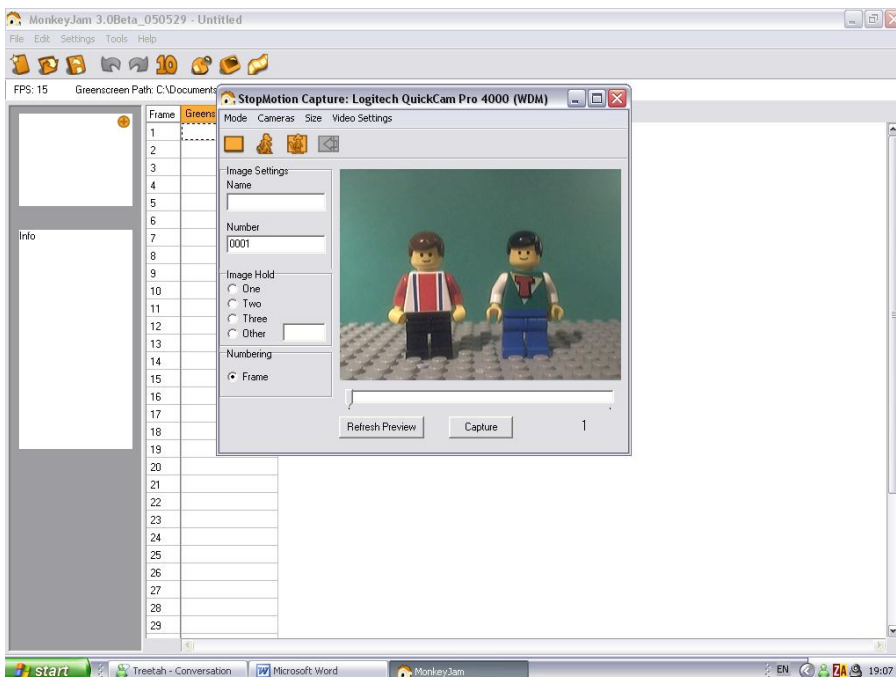 MonkeyJam 3.0Beta_050529 - Untitled
File Edit Settings Tools Help
10
FPS: 15 Greenscreen Path: C:\Documents
StopMotion Capture: Logitech QuickCam Pro 4000 (WDM)
Mode Cameras Size Video Settings
Frame Greens
Image Settings
Name
Number
0001
Image Hold
One
Two
Three
Other
Numbering
Frame
T
Refresh Preview Capture 1
Info
1
2
3
4
5
6
7
8
9
10
11
12
13
14
15
16
17
18
19
20
21
22
23
24
25
26
27
28
29
start Treetah - Conversation Microsoft Word MonkeyJam EN ZA 19:07